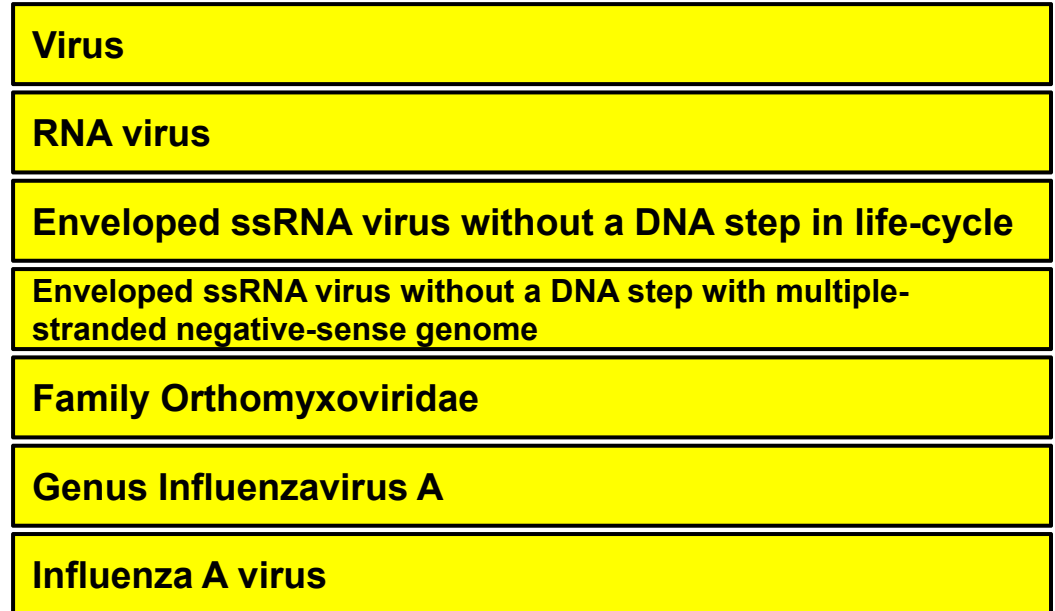 Virus
RNA virus
Enveloped ssRNA virus without a DNA step in life-cycle
Enveloped ssRNA virus without a DNA step with multiple-
stranded negative-sense genome
Family Orthomyxoviridae
Genus Influenzavirus A
Influenza A virus